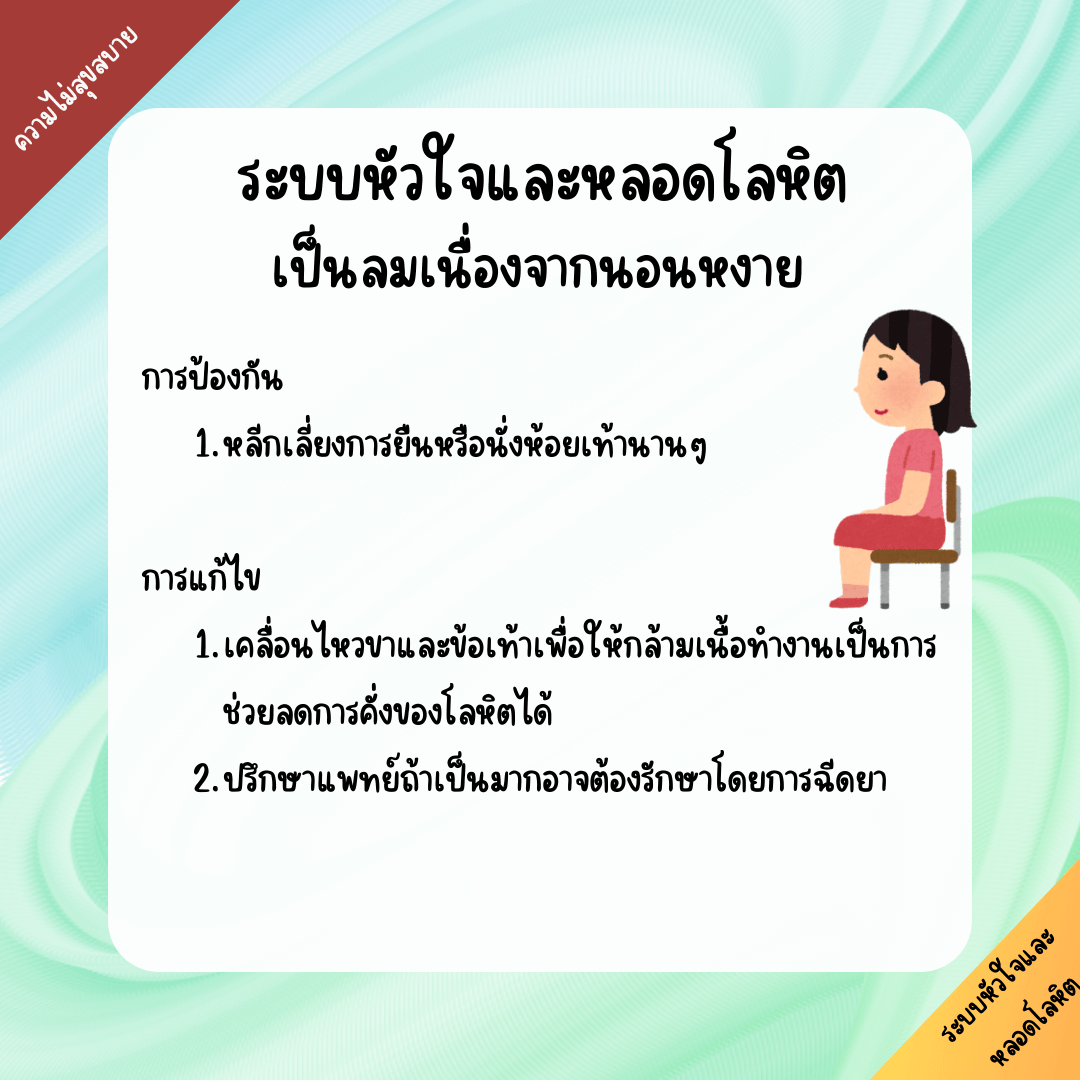 ความไม่สุขสบาย
ระบบหัวใจและหลอดโลหิต
เป็นลมเนื่องจากนอนหงาย
การป้องกัน
1. หลีกเลี่ยงการยืนหรือนั่งห้อยเท้านานๆ
การแก้ไข
1. เคลื่อนไหวขาและข้อเท้าเพื่อให้กล้ามเนื้อทำงานเป็นการ
ช่วยลดการคั่งของโลหิตได้
2. ปรึกษาแพทย์ถ้าเป็นมากอาจต้องรักษาโดยการฉีดยา
ระบบหัวใจและ
หลอดโลหิต